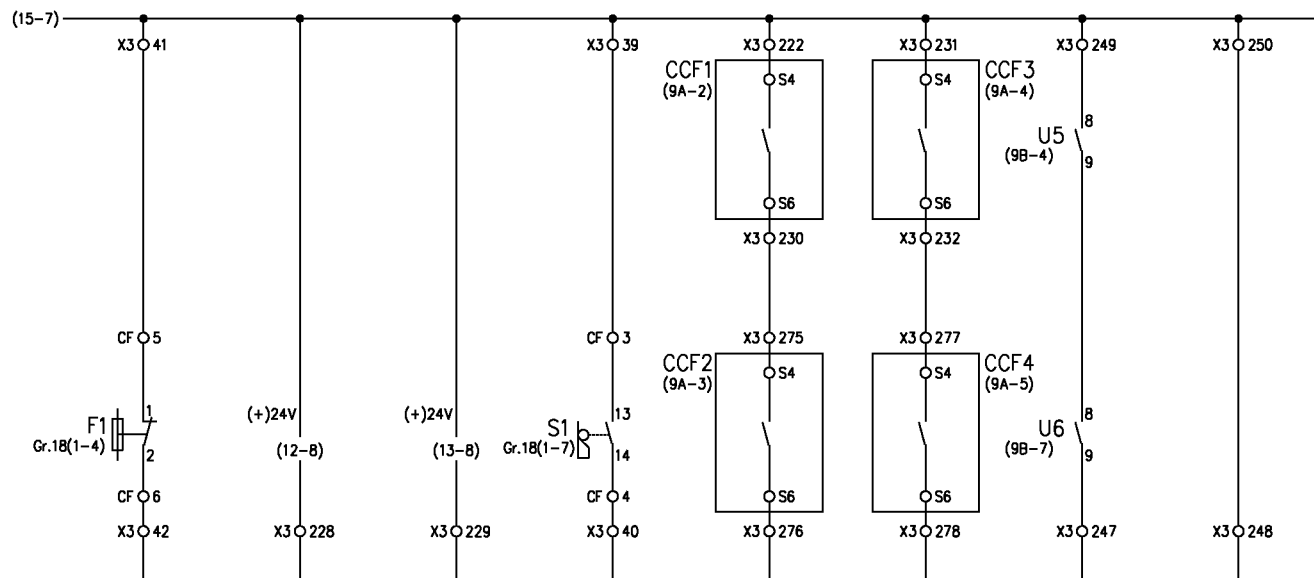 (15-7)
X3 41
X3 39
X3 222
X3 231
X3 249
X3 250
CCF1
(9A-2)
S4
S6
CCF3
(9A-4)
S4
S6
U5
(9B-4)
8
9
X3 230
X3 232
CF 5
CF 3
X3 275
X3 277
CCF2
(9A-3)
S4
S6
CCF4
(9A-5)
S4
S6
F1
Gr.18(1-4)
1
2
(+)24V
(12-8)
(+)24V
(13-8)
S1
Gr.18(1-7)
13
14
U6
(9B-7)
8
9
CF 6
CF 4
X3 42
X3 228
X3 229
X3 40
X3 276
X3 278
X3 247
X3 248